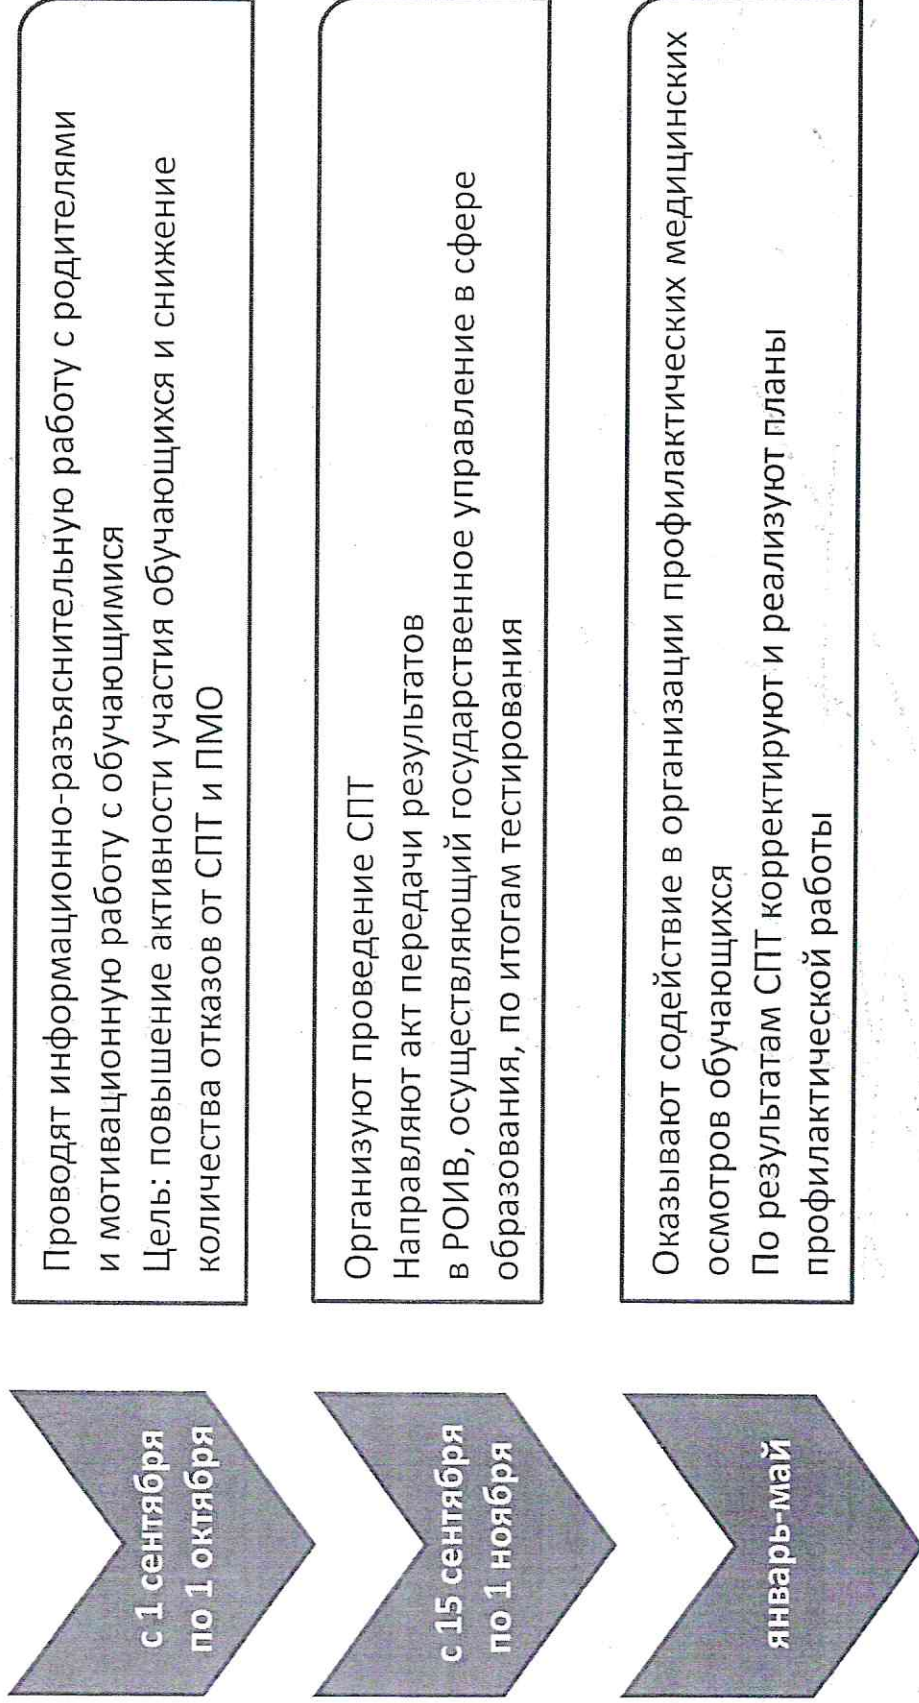 с 1 сентября
по 1 октября
Проводят информационно-разъяснительную работу с родителями
и мотивационную работу с обучающимися
Цель: повышение активности участия обучающихся и снижение
количества отказов от СПТ и ПМО
с 15 сентября
по 1 ноября
Организуют проведение СПТ
Направляют акт передачи результатов
в РОИВ, осуществляющий государственное управление в сфере
образования, по итогам тестирования
январь-май
Оказывают содействие в организации профилактических медицинских
осмотров обучающихся
По результатам СПТ корректируют и реализуют планы
профилактической работы